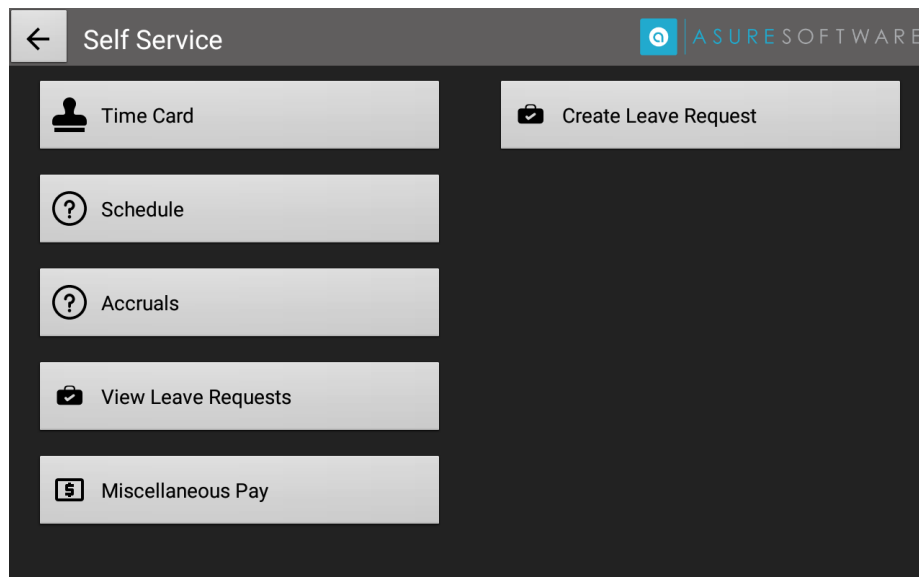 Self Service
ASURESOFTWARE
Time Card
Create Leave Request
Schedule
Accruals
View Leave Requests
Miscellaneous Pay